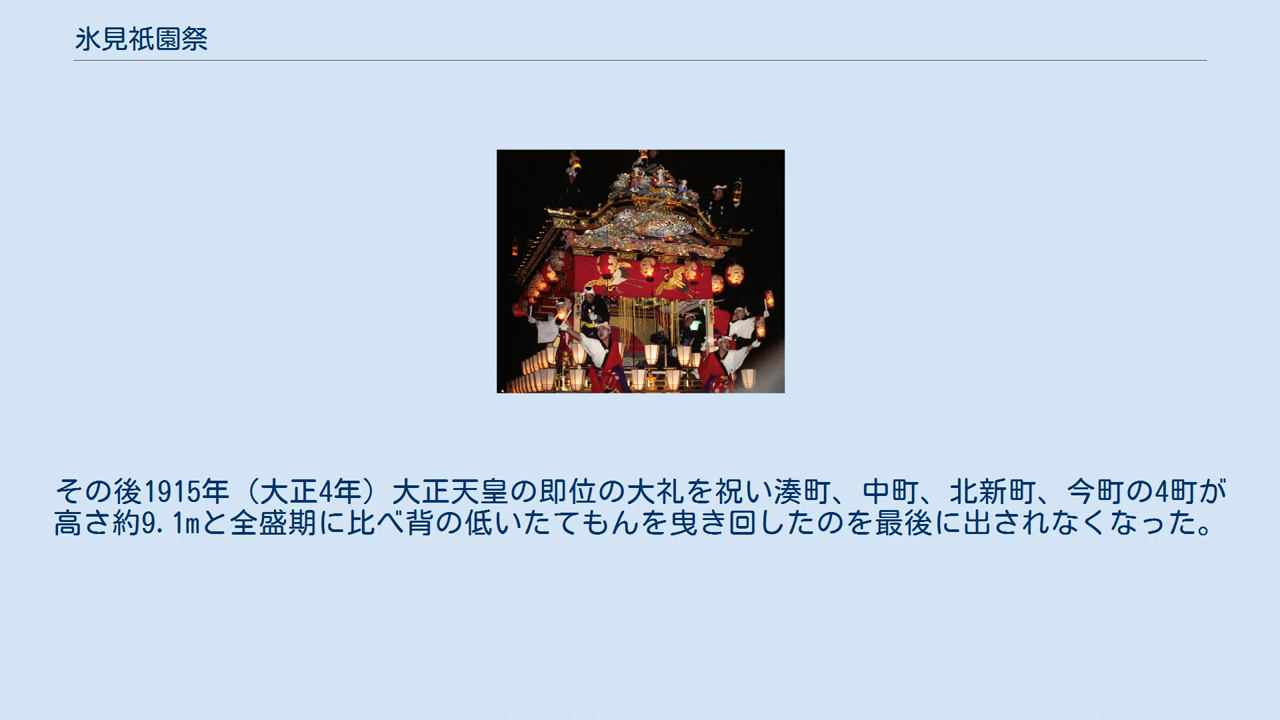 氷見祇園祭
その後1915年（大正4年）大正天皇の即位の大礼を祝い湊町、中町、北新町、今町の4町が
高さ約9.1mと全盛期に比べ背の低いたてもんを曳き回したのを最後に出されなくなった。